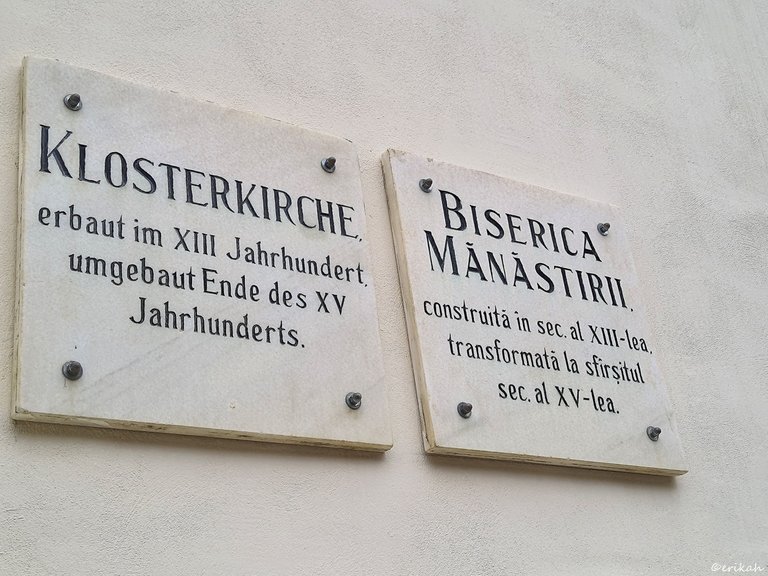 KLOSTERKIRCHE,
erbaut im XIII Jahrhundert,
umgebaut Ende des XV
Jahrhunderts.
BISERICA
MĂNĂSTIRII,
construită în sec. al XIII-lea,
transformată la sfîrșitul
sec. al XV-lea.
©erikah